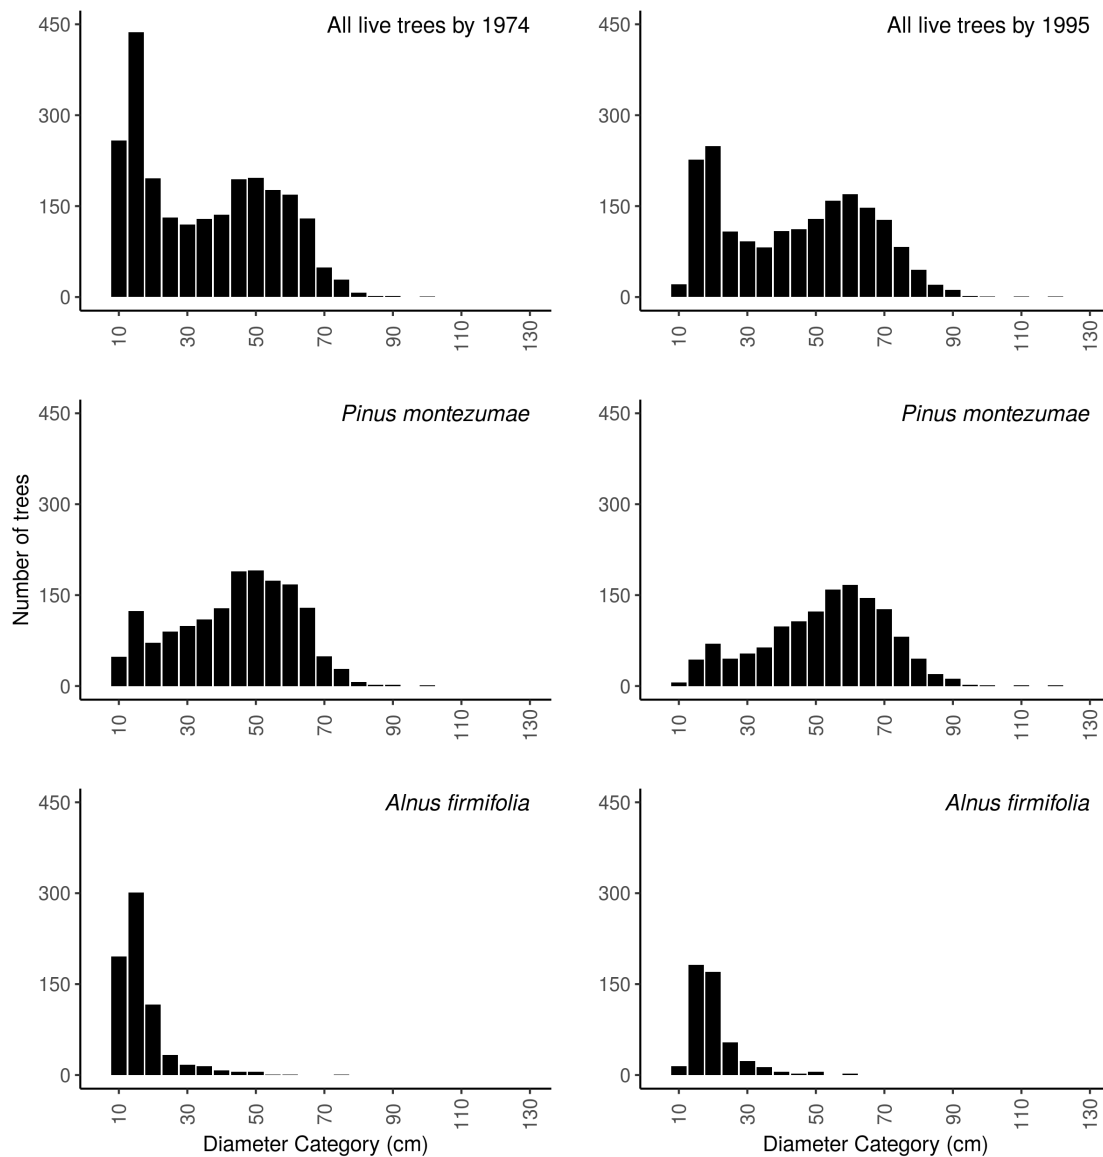 All live trees by 1974
450
300
150
0
10 30 50 70 90 110 130
All live trees by 1995
450
300
150
0
10 30 50 70 90 110 130
Number of trees
Pinus montezumae
450
300
150
0
10 30 50 70 90 110 130
Pinus montezumae
450
300
150
0
10 30 50 70 90 110 130
Alnus firmifolia
450
300
150
0
10 30 50 70 90 110 130
Diameter Category (cm)
Alnus firmifolia
450
300
150
0
10 30 50 70 90 110 130
Diameter Category (cm)